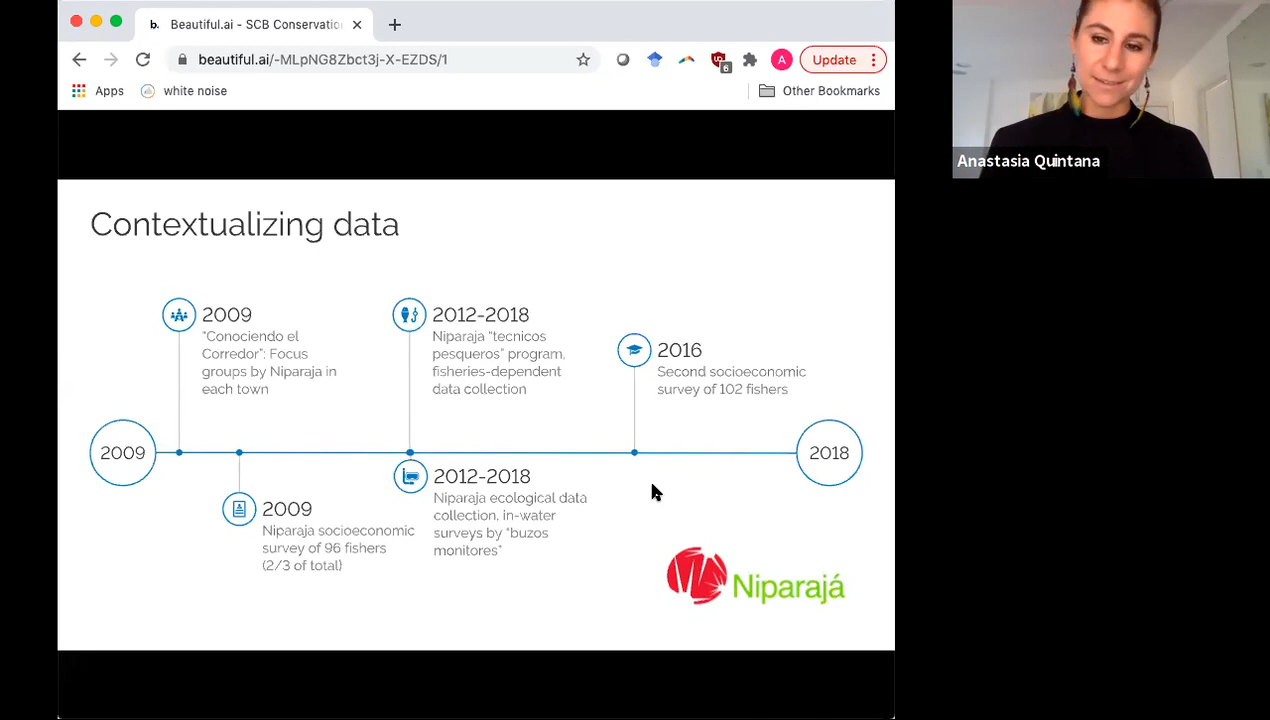 b. Beautiful.ai - SCB Conservatio
beautiful.ai/-MLpNG8Zbct3j-X-EZDS/1
6
A
Update
Apps
white noise
Other Bookmarks
Anastasia Quintana
Contextualizing data
2009
"Conociendo el
Corredor": Focus
groups by Niparaja in
each town
2012-2018
Niparaja "tecnicos
pesqueros" program,
fisheries-dependent
data collection
2016
Second socioeconomic
survey of 102 fishers
2009
2018
2009
Niparaja socioeconomic
survey of 96 fishers
(2/3 of total)
2012-2018
Niparaja ecological data
collection, in-water
surveys by "buzos
monitores"
Niparajá